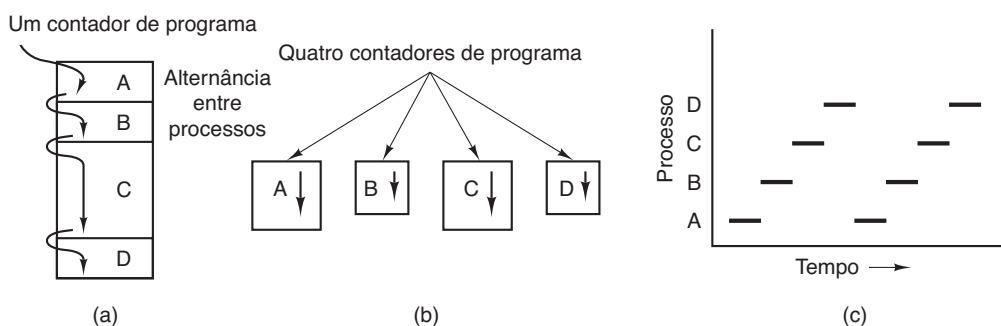 Um contador de programa
A
B
C
D
Alternância
entre
processos
(a)
Quatro contadores de programa
A
B
C
D
(b)
Processo
D
C
B
A
Tempo
(c)